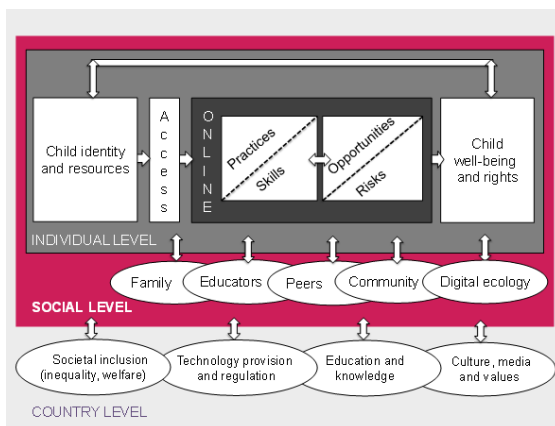 Child identity
and resources
Access
ONLINE
Practices
Skills
Opportunities
Risks
Child
well-being
and rights
INDIVIDUAL LEVEL
Family
Educators
Peers
Community
Digital ecology
SOCIAL LEVEL
Societal inclusion
(inequality, welfare)
Technology provision
and regulation
Education and
knowledge
Culture, media
and values
COUNTRY LEVEL